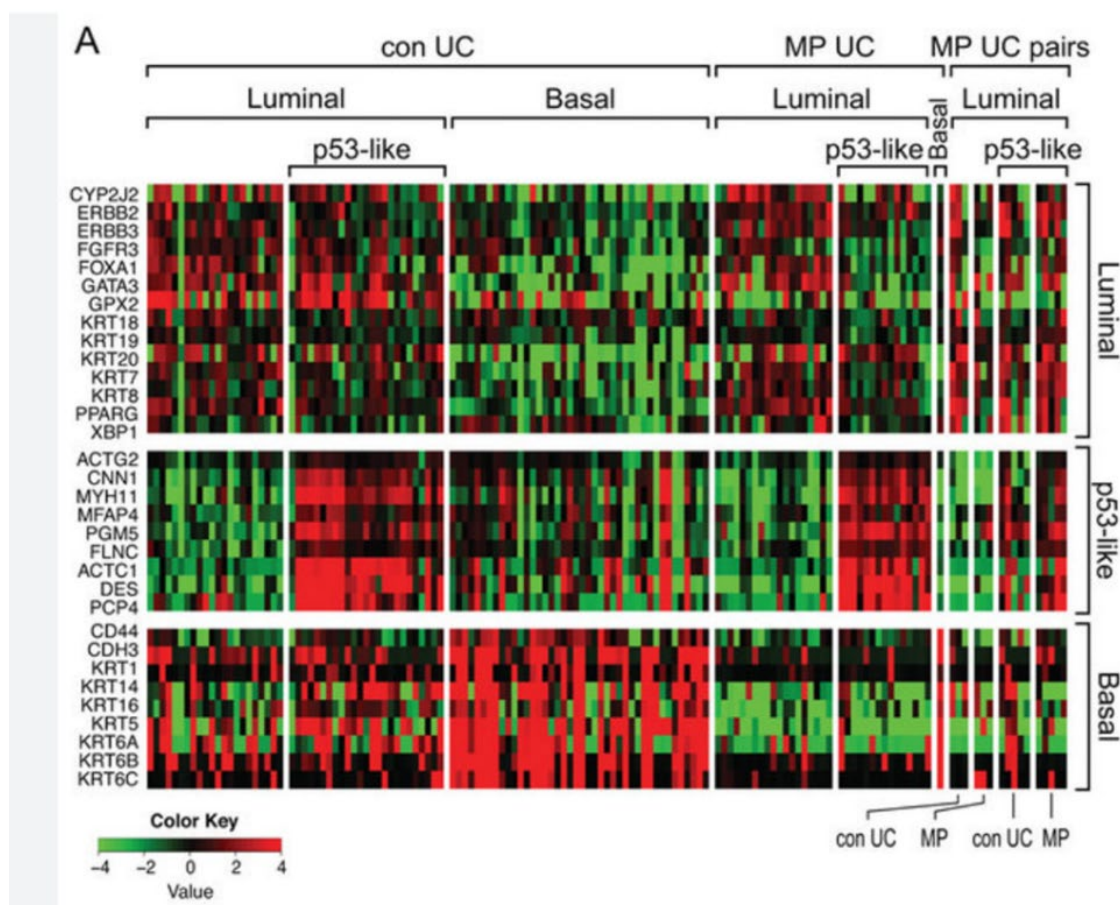 A
con UC MP UC MP UC pairs
Luminal Basal Luminal Basal Luminal
p53-like p53-like p53-like
CYP2J2
ERBB2
ERBB3
FGFR3
FOXA1
GATA3
GPX2
KRT18
KRT19
KRT20
KRT7
KRT8
PPARG
XBP1
Luminal
ACTG2
CNN1
MYH11
MFAP4
PGM5
FLNC
ACTC1
DES
PCP4
p53-like
CD44
CDH3
KRT1
KRT14
KRT16
KRT5
KRT6A
KRT6B
KRT6C
Basal
con UC MP con UC MP
Color Key
−4 −2 0 2 4
Value